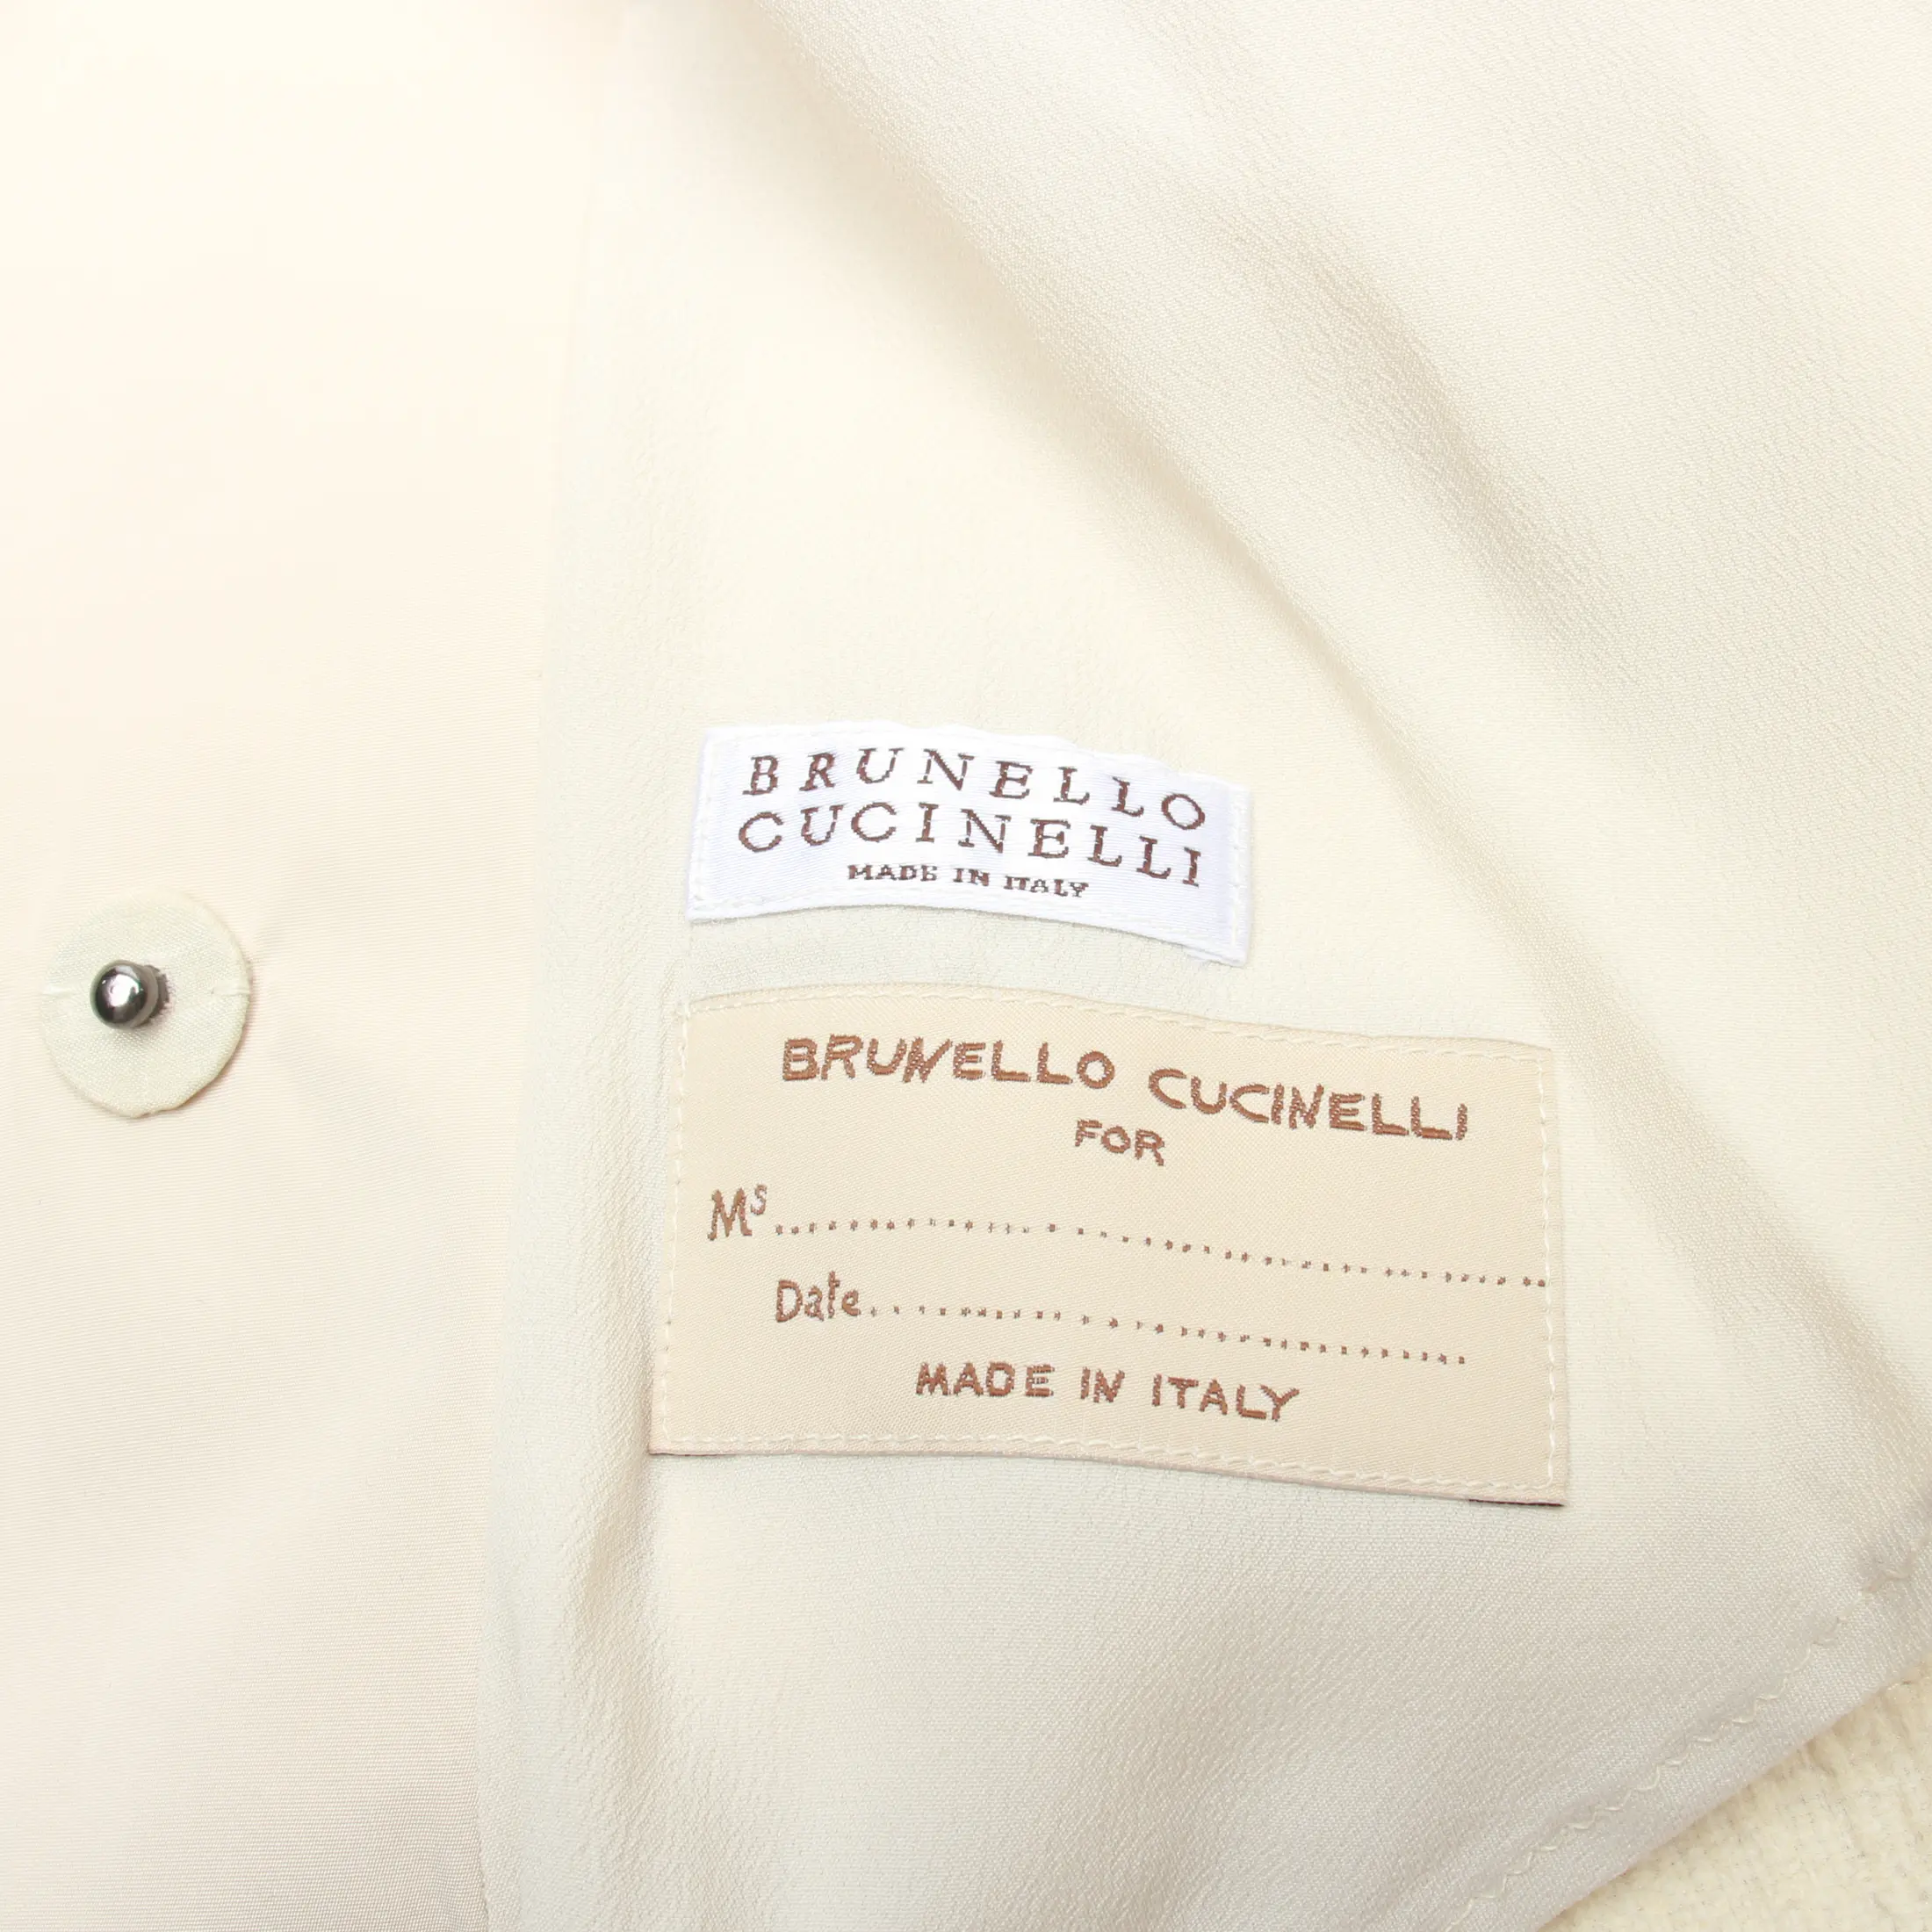 BRUNELLO
CUCINELLI
MADE IN ITALY
BRUNELLO CUCINELLI
FOR
Ms................................................
Date........................................
MADE IN ITALY